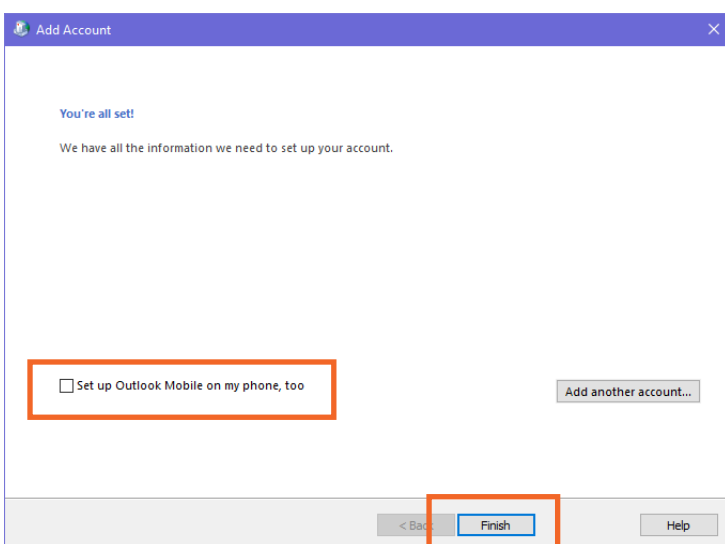 Add Account
You're all set!
We have all the information we need to set up your account.
Set up Outlook Mobile on my phone, too
Add another account...
< Back Finish Help